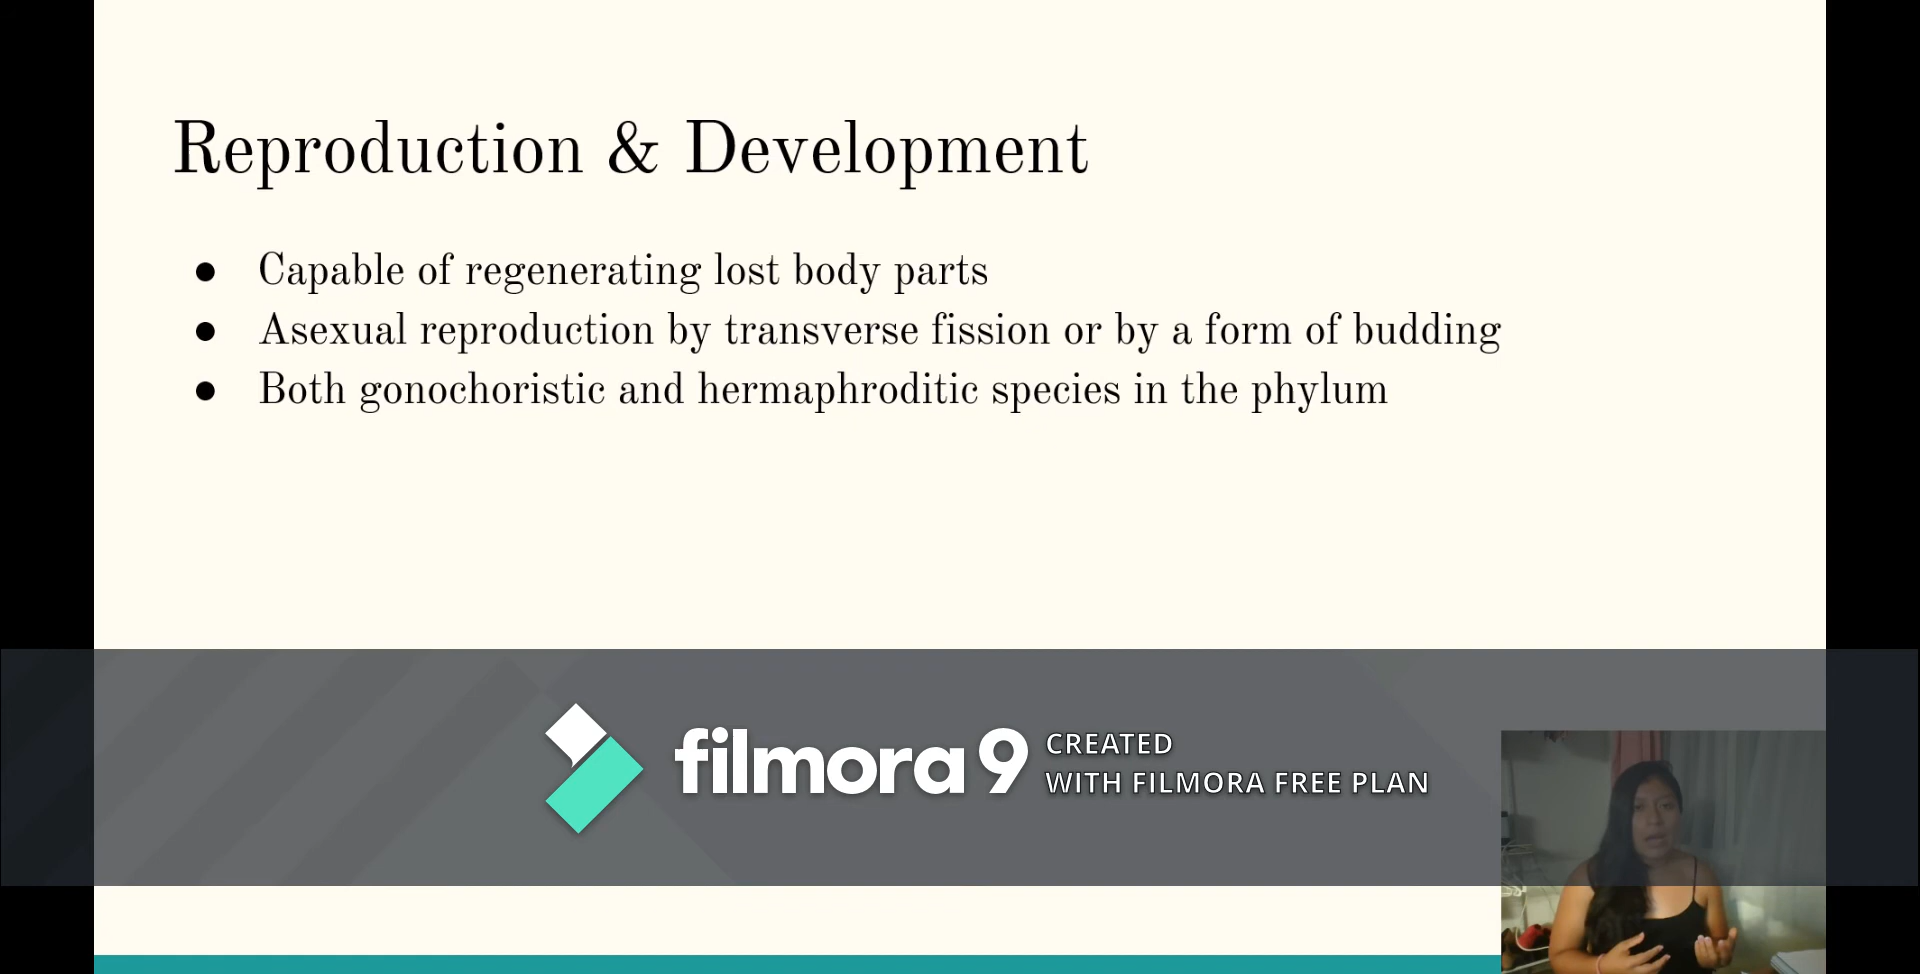 Reproduction & Development
● Capable of regenerating lost body parts
● Asexual reproduction by transverse fission or by a form of budding
● Both gonochoristic and hermaphroditic species in the phylum
filmora 9 CREATED
WITH FILMORA FREE PLAN